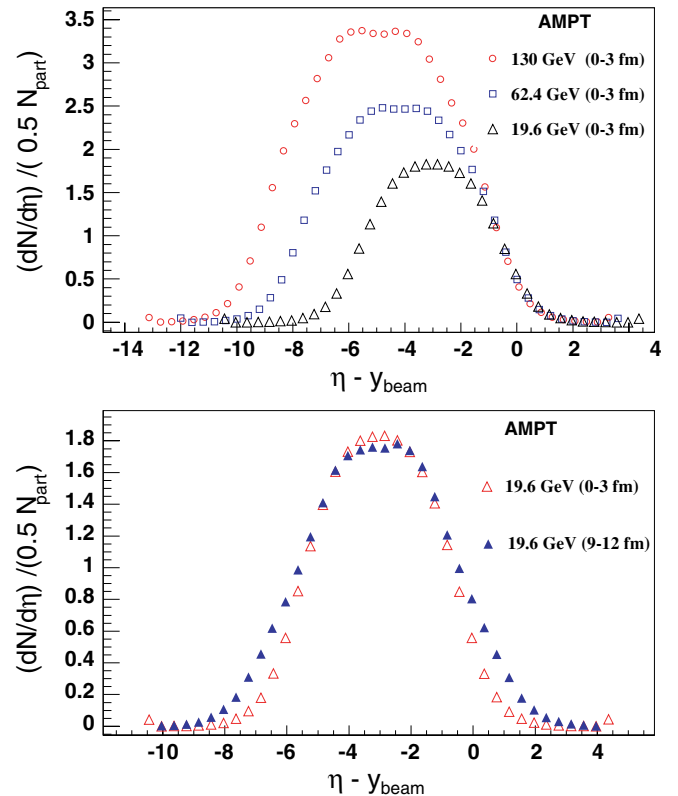 AMPT
130 GeV (0-3 fm)
62.4 GeV (0-3 fm)
19.6 GeV (0-3 fm)
(dN/dη) /( 0.5 N_part)
3.5
3
2.5
2
1.5
1
0.5
0
-14 -12 -10 -8 -6 -4 -2 0 2 4
η - y_beam
AMPT
19.6 GeV (0-3 fm)
19.6 GeV (9-12 fm)
(dN/dη) /(0.5 N_part)
1.8
1.6
1.4
1.2
1
0.8
0.6
0.4
0.2
0
-10 -8 -6 -4 -2 0 2 4
η - y_beam